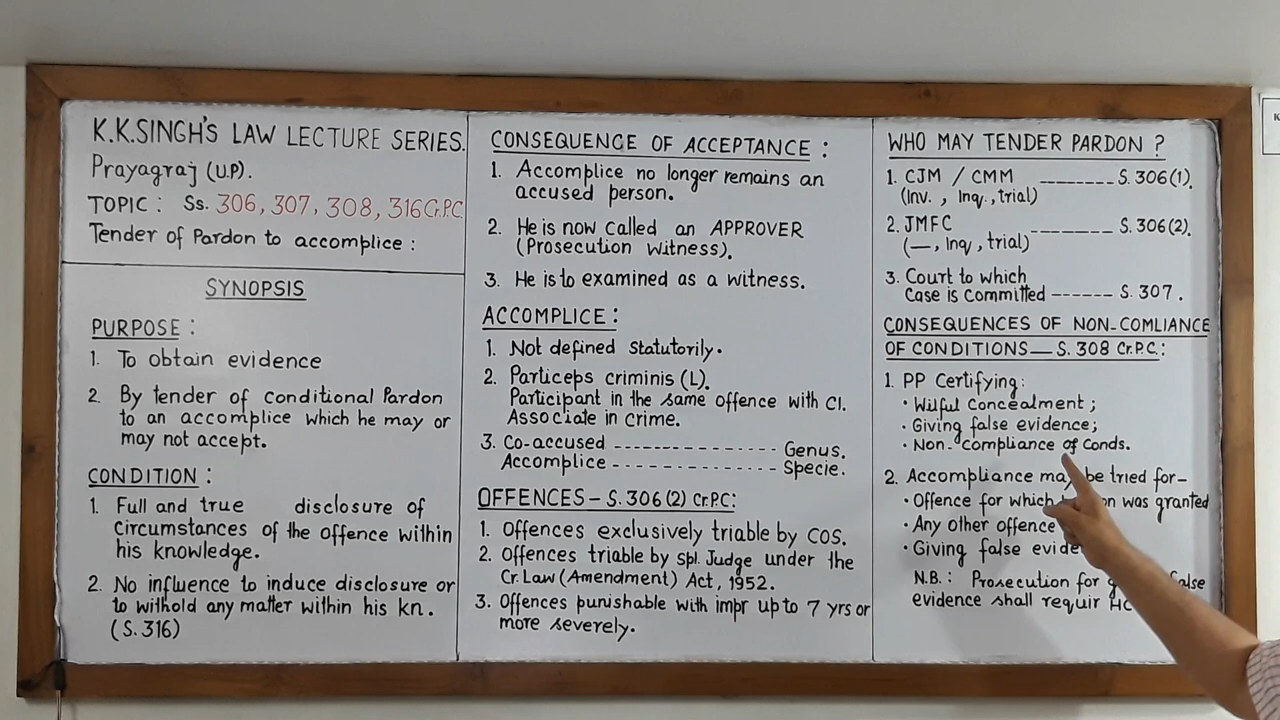 K.K.SINGH'S LAW LECTURE SERIES.
Prayagraj (U.P).
TOPIC : Ss. 306, 307, 308, 316 Cr.P.C.
Tender of Pardon to accomplice :
SYNOPSIS
PURPOSE :
1. To obtain evidence
2. By tender of conditional Pardon
to an accomplice which he may or
may not accept.
CONDITION :
1. Full and true disclosure of
circumstances of the offence within
his knowledge.
2. No influence to induce disclosure or
to withold any matter within his kn.
(S. 316)
CONSEQUENCE OF ACCEPTANCE :
1. Accomplice no longer remains an
accused person.
2. He is now called an APPROVER
(Prosecution Witness).
3. He is to examined as a witness.
ACCOMPLICE :
1. Not defined statutorily.
2. Particeps criminis (L).
Participant in the same offence with CI.
Associate in crime.
3. Co-accused --------------- Genus.
Accomplice --------------- Specie.
OFFENCES - S. 306 (2) Cr.P.C:
1. Offences exclusively triable by COS.
2. Offences triable by Spl. Judge under the
Cr. Law (Amendment) Act, 1952.
3. Offences punishable with impr up to 7 yrs or
more severely.
WHO MAY TENDER PARDON ?
1. CJM / CMM -------- S. 306 (1).
(Inv. , Inq., trial)
2. JMFC -------- S. 306 (2).
(—, Inq , trial)
3. Court to which
Case is Committed ------ S. 307 .
CONSEQUENCES OF NON-COMLIANCE
OF CONDITIONS — S. 308 Cr.P.C. :
1. PP Certifying :
• Wilful Concealment ;
• Giving false evidence;
• Non-Compliance of Conds.
2. Accompliance may be tried for-
• Offence for which was granted
• Any other offence
• Giving false
N.B. : Prosecution for
evidence shall requir HC